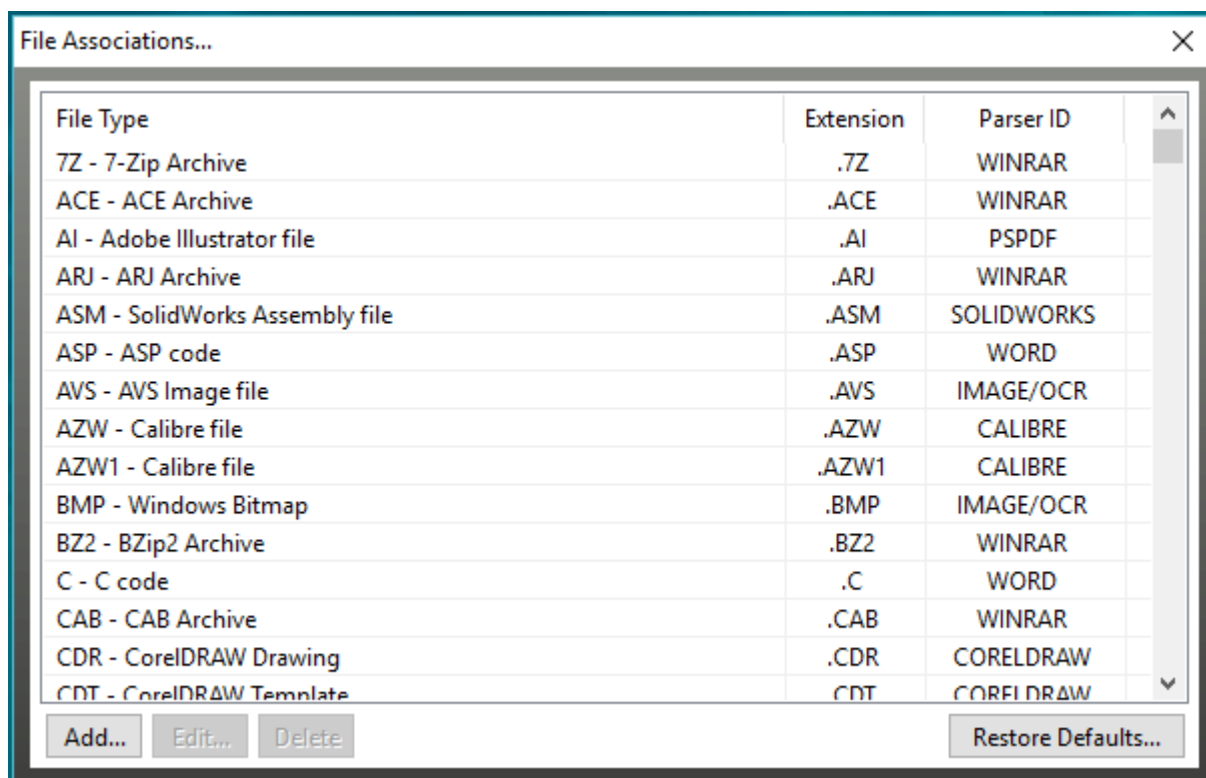 File Associations...
File Type Extension Parser ID
7Z - 7-Zip Archive .7Z WINRAR
ACE - ACE Archive .ACE WINRAR
AI - Adobe Illustrator file .AI PSPDF
ARJ - ARJ Archive .ARJ WINRAR
ASM - SolidWorks Assembly file .ASM SOLIDWORKS
ASP - ASP code .ASP WORD
AVS - AVS Image file .AVS IMAGE/OCR
AZW - Calibre file .AZW CALIBRE
AZW1 - Calibre file .AZW1 CALIBRE
BMP - Windows Bitmap .BMP IMAGE/OCR
BZ2 - BZip2 Archive .BZ2 WINRAR
C - C code .C WORD
CAB - CAB Archive .CAB WINRAR
CDR - CorelDRAW Drawing .CDR CORELDRAW
CDT - CorelDRAW Template .CDT CORELDRAW
Add... Edit... Delete Restore Defaults...